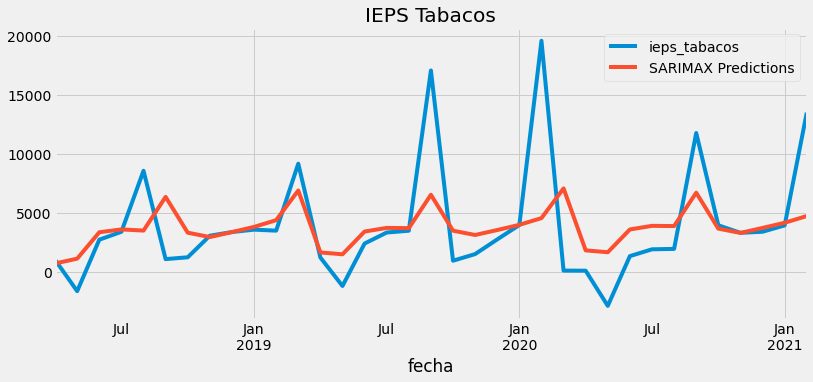 IEPS Tabacos
ieps_tabacos
SARIMAX Predictions
20000
15000
10000
5000
0
Jul
Jan
2019
Jul
Jan
2020
Jul
Jan
2021
fecha